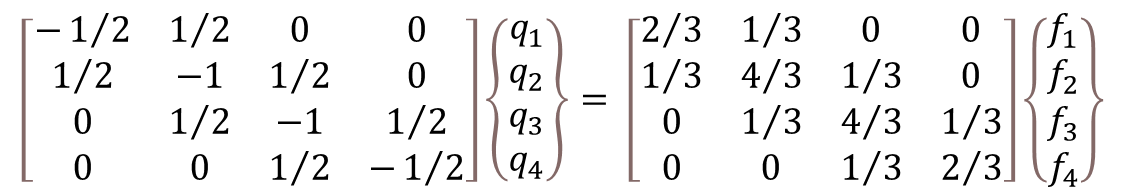 [− 1/2 1/2 0 0] {q₁} = [2/3 1/3 0 0] {f₁}
[1/2 −1 1/2 0] {q₂} = [1/3 4/3 1/3 0] {f₂}
[0 1/2 −1 1/2] {q₃} = [0 1/3 4/3 1/3] {f₃}
[0 0 1/2 − 1/2] {q₄} = [0 0 1/3 2/3] {f₄}